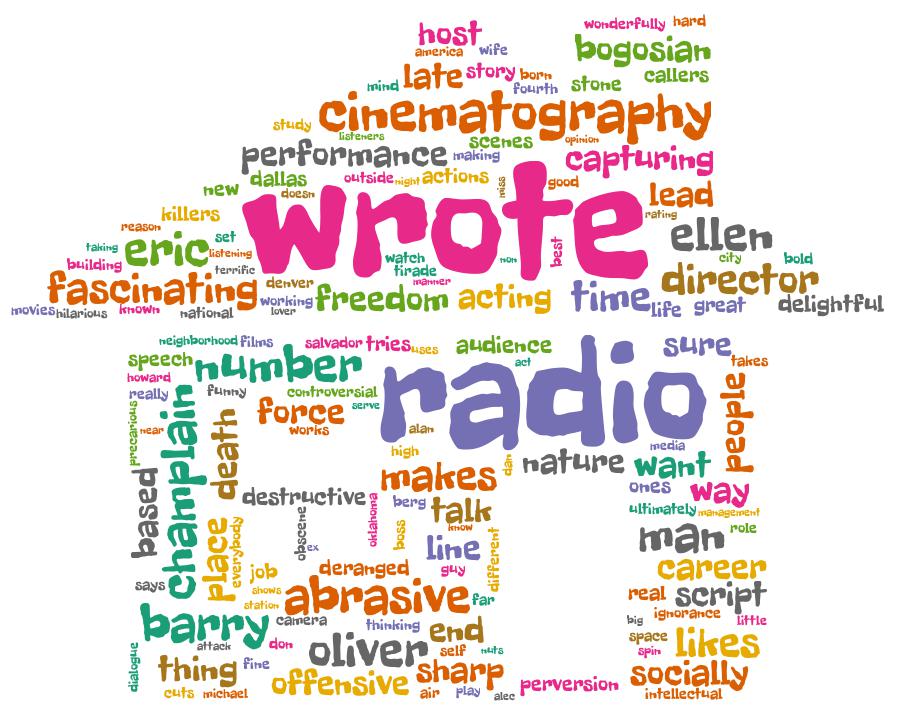 wonderfully hard
host
america wife
bogosian
late story born
mind fourth stone callers
cinematography
study listeners scenes opinion
performance making capturing
new dallas outside night actions miss good lead
doesn
wrote
killers rating
reason set ellen
taking eric listening watch non best city bold
building terrific tirade
fascinating denver manner director
working freedom acting time life great delightful
movies hilarious known national lover
neighborhood films salvador tries uses audience sure
speech number act takes
howard radio
really funny controversial
precarious near force serve
works alan upload
champlain death media
high dan nature want
based makes ones way
destructive berg talk ultimately management
obscene oklahoma boss know man role
place everybody ex line different
job deranged guy career
says shows abrasive far real script
station
barry camera thinking end big ignorance little
attack don oliver self nuts space likes
dialogue spin
thing fine sharp socially
offensive perversion
cuts michael air play alec intellectual